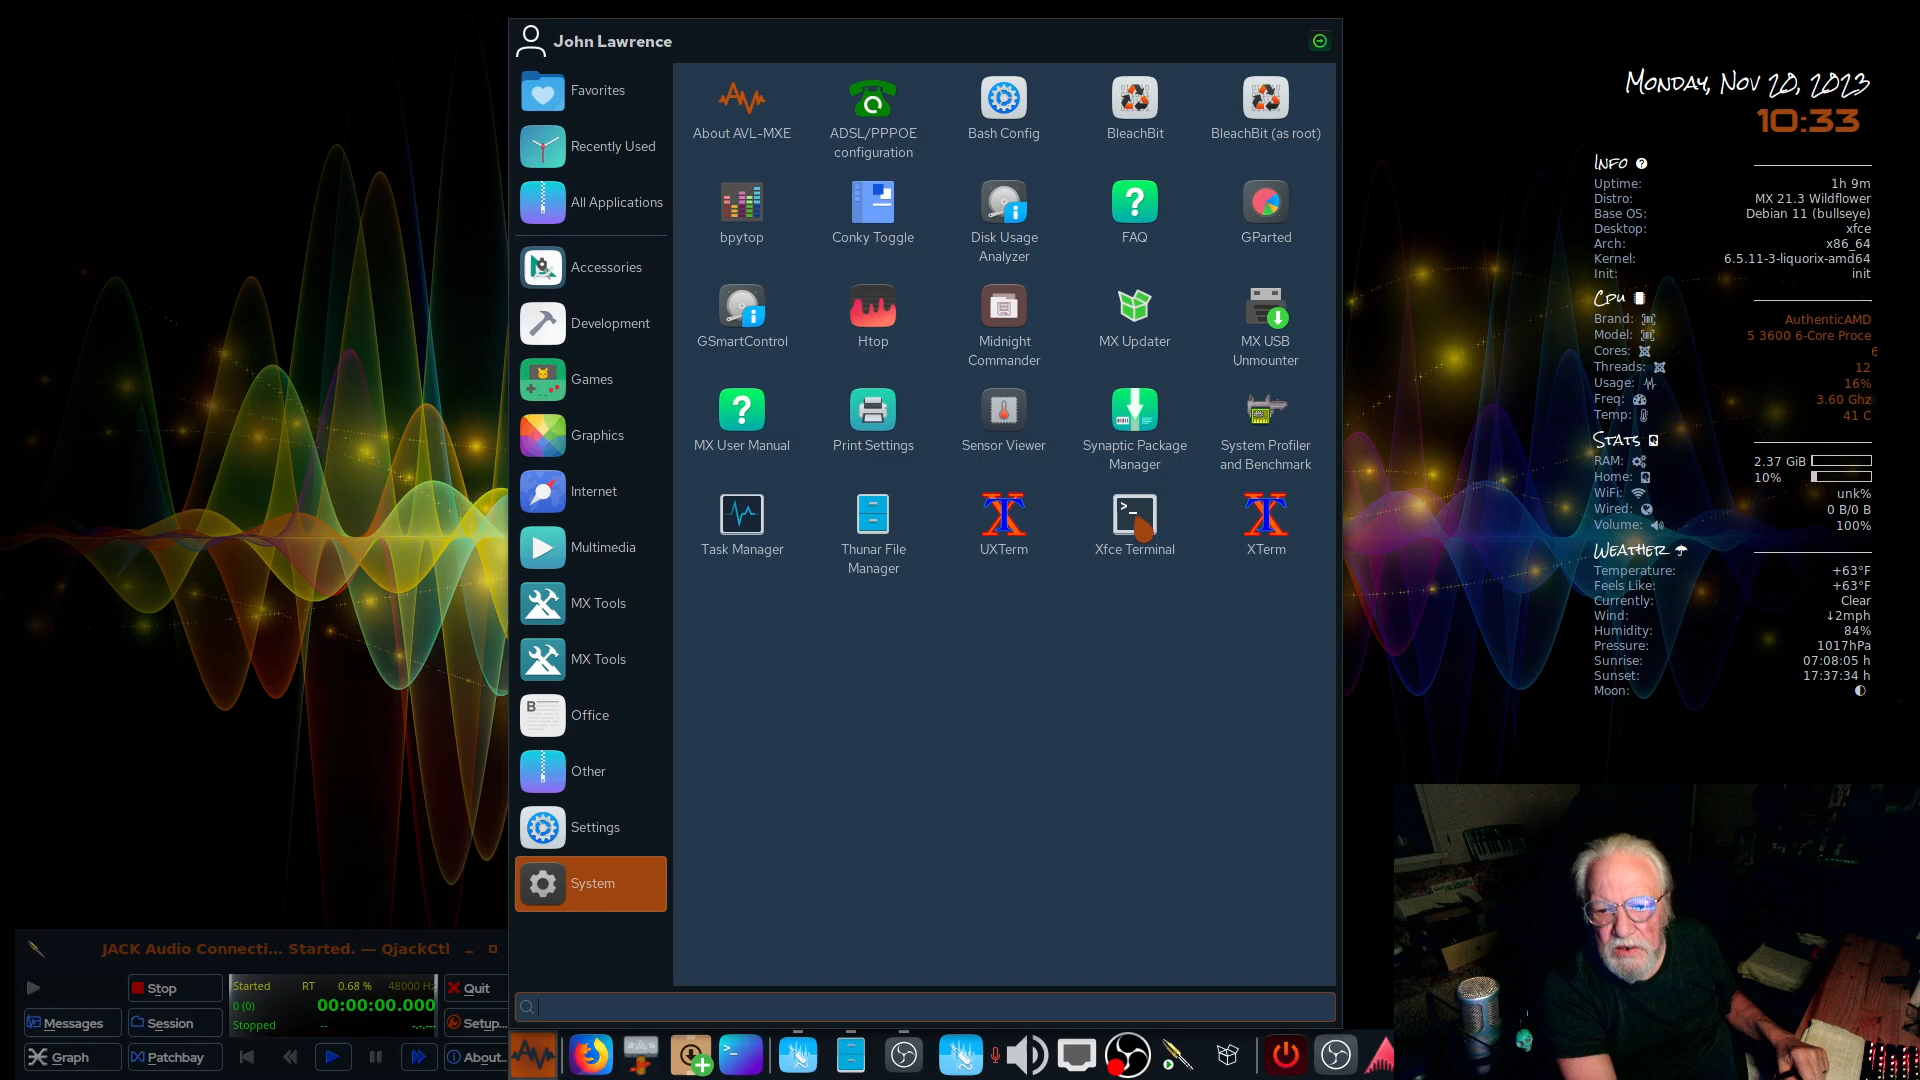 John Lawrence
Favorites
Recently Used
All Applications
Accessories
Development
Games
Graphics
Internet
Multimedia
MX Tools
MX Tools
Office
Other
Settings
System
About AVL-MXE
ADSL/PPPOE
configuration
Bash Config
BleachBit
BleachBit (as root)
bpytop
Conky Toggle
Disk Usage
Analyzer
FAQ
GParted
GSmartControl
Htop
Midnight
Commander
MX Updater
MX USB
Unmounter
MX User Manual
Print Settings
Sensor Viewer
Synaptic Package
Manager
System Profiler
and Benchmark
Task Manager
Thunar File
Manager
UXTerm
Xfce Terminal
XTerm
Monday, Nov 20, 2023
10:33
Info
Uptime: 1h 9m
Distro: MX 21.3 Wildflower
Base OS: Debian 11 (bullseye)
Desktop: xfce
Arch: x86_64
Kernel: 6.5.11-3-liquorix-amd64
Init: init
Cpu
Brand: AuthenticAMD
Model: 5 3600 6-Core Proce
Cores: 6
Threads: 12
Usage: 16%
Freq: 3.60 Ghz
Temp: 41 C
Stats
RAM: 2.37 GiB
Home: 10%
WiFi: unk%
Wired: 0 B/0 B
Volume: 100%
Weather
Temperature: +63°F
Feels Like: +63°F
Currently: Clear
Wind: ↓2mph
Humidity: 84%
Pressure: 1017hPa
Sunrise: 07:08:05 h
Sunset: 17:37:34 h
Moon:
JACK Audio Connecti... Started. — QjackCtl
Stop
Started RT 0.68 % 48000 Hz
0 (0) 00:00:00.000
Stopped -- -.-.---
Quit
Messages
Session
Setup...
Graph
Patchbay
About...